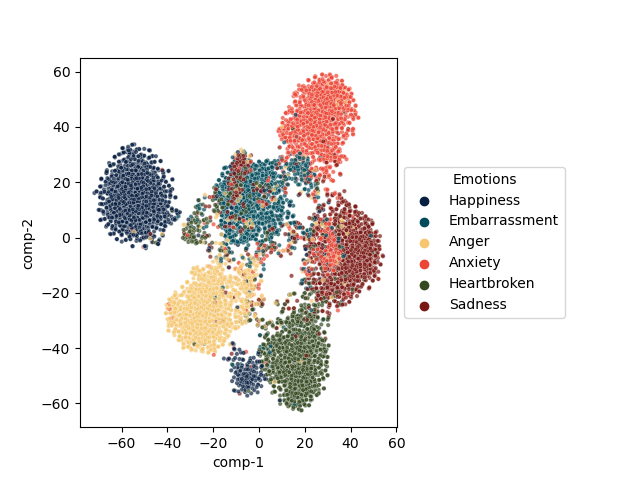 60
40
20
0
−20
−40
−60
comp-2
−60 −40 −20 0 20 40 60
comp-1
Emotions
Happiness
Embarrassment
Anger
Anxiety
Heartbroken
Sadness